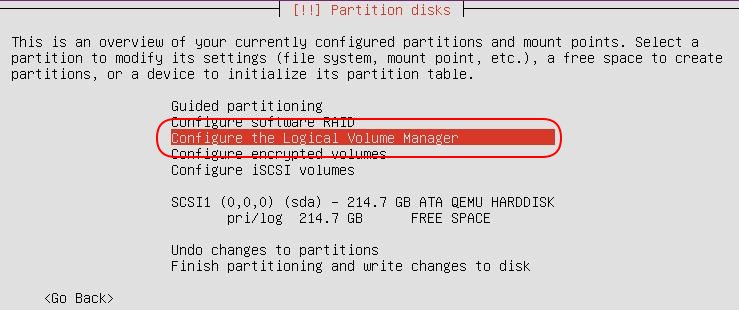 [!!] Partition disks
This is an overview of your currently configured partitions and mount points. Select a
partition to modify its settings (file system, mount point, etc.), a free space to create
partitions, or a device to initialize its partition table.
Guided partitioning
Configure software RAID
Configure the Logical Volume Manager
Configure encrypted volumes
Configure iSCSI volumes
SCSI1 (0,0,0) (sda) - 214.7 GB ATA QEMU HARDDISK
pri/log 214.7 GB FREE SPACE
Undo changes to partitions
Finish partitioning and write changes to disk
<Go Back>